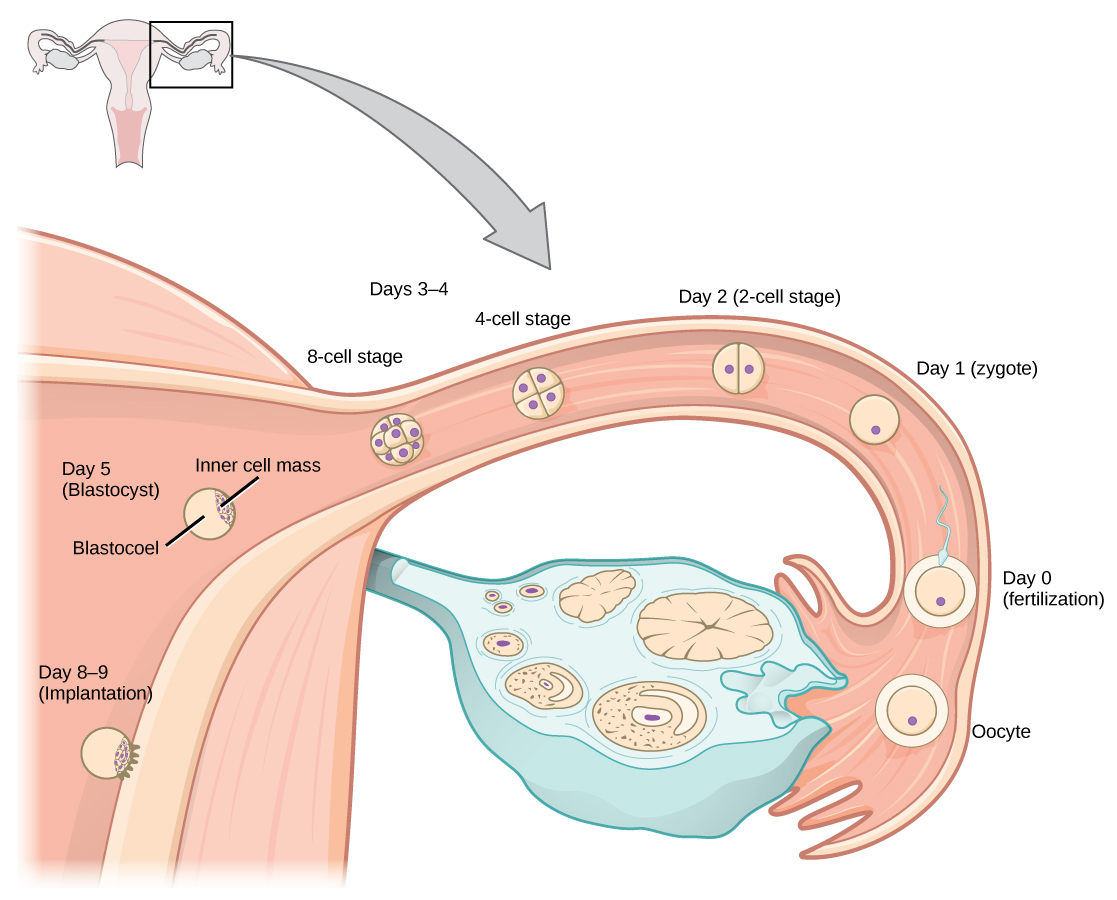 Days 3–4
Day 2 (2-cell stage)
4-cell stage
8-cell stage
Day 1 (zygote)
Day 5
(Blastocyst)
Inner cell mass
Blastocoel
Day 0
(fertilization)
Day 8–9
(Implantation)
Oocyte